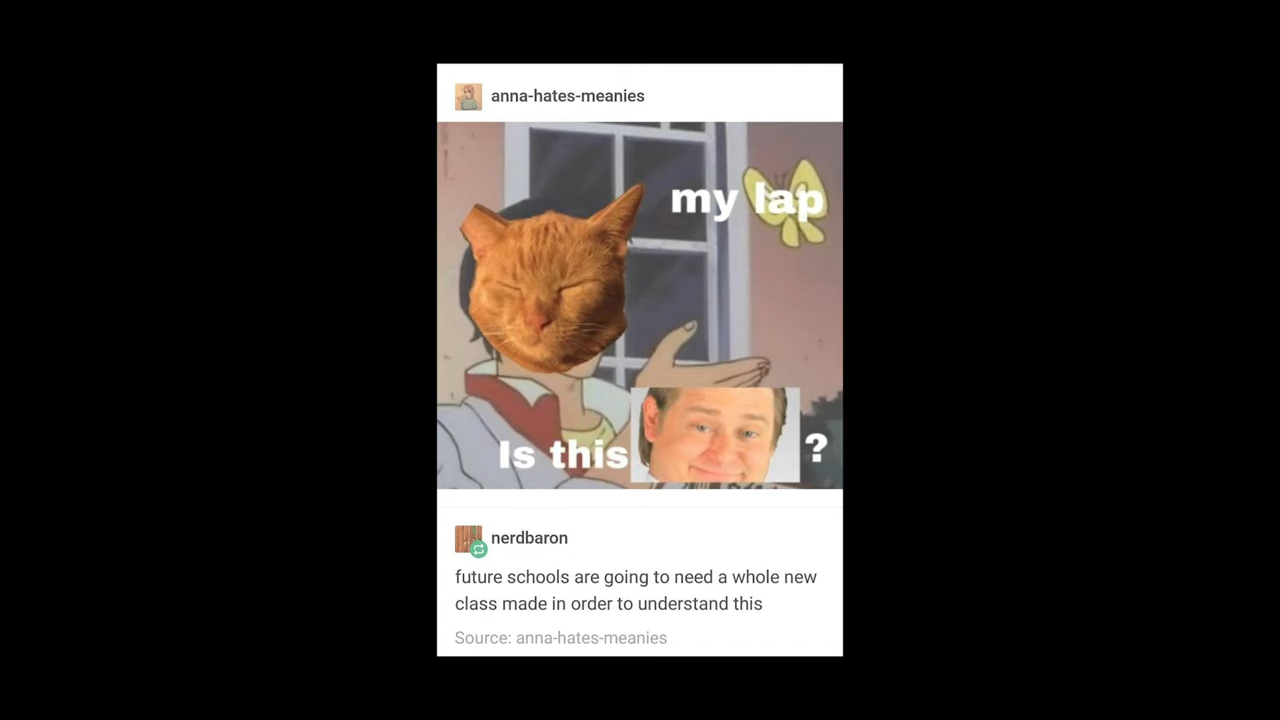 anna-hates-meanies
my lap
Is this
?
nerdbaron
future schools are going to need a whole new
class made in order to understand this
Source: anna-hates-meanies